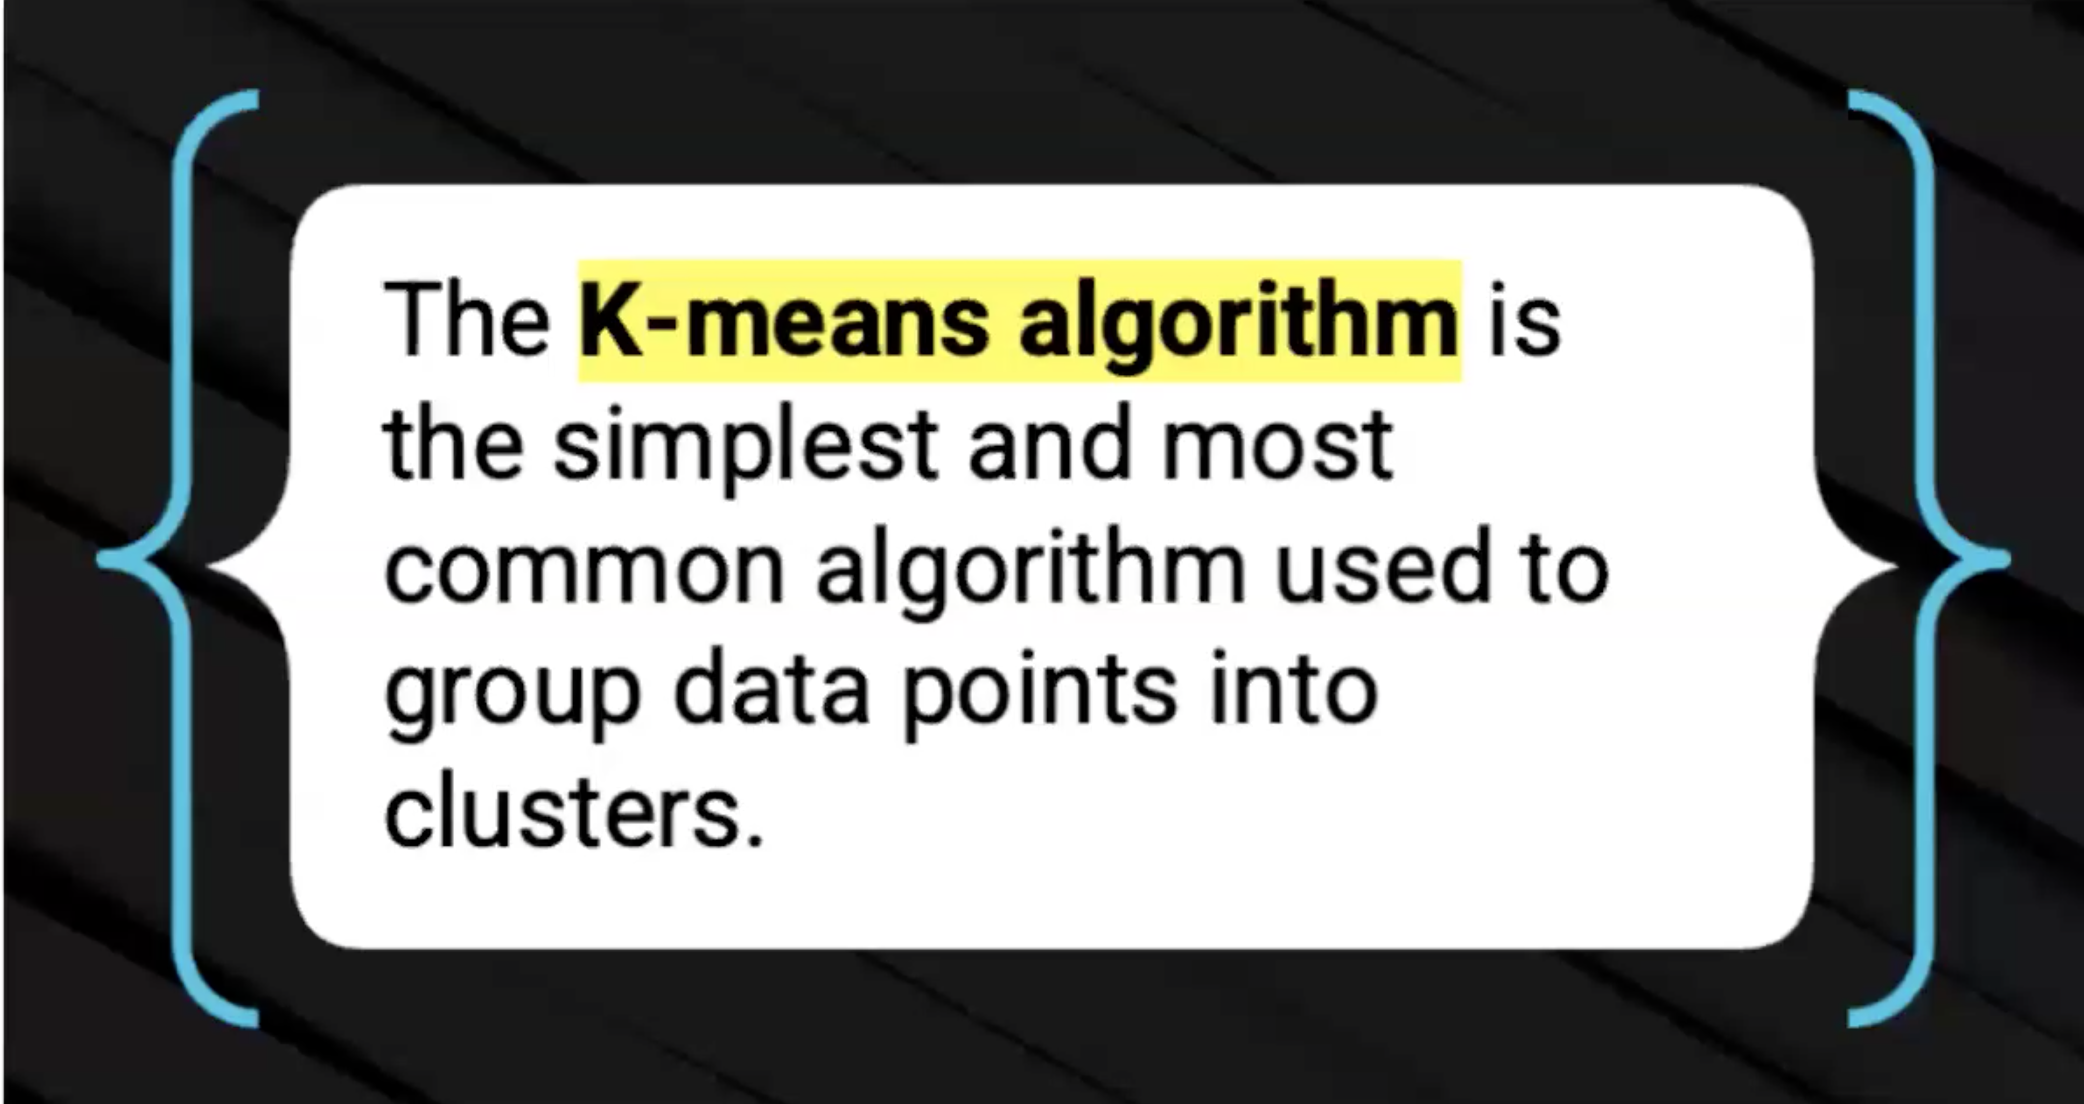 The K-means algorithm is
the simplest and most
common algorithm used to
group data points into
clusters.